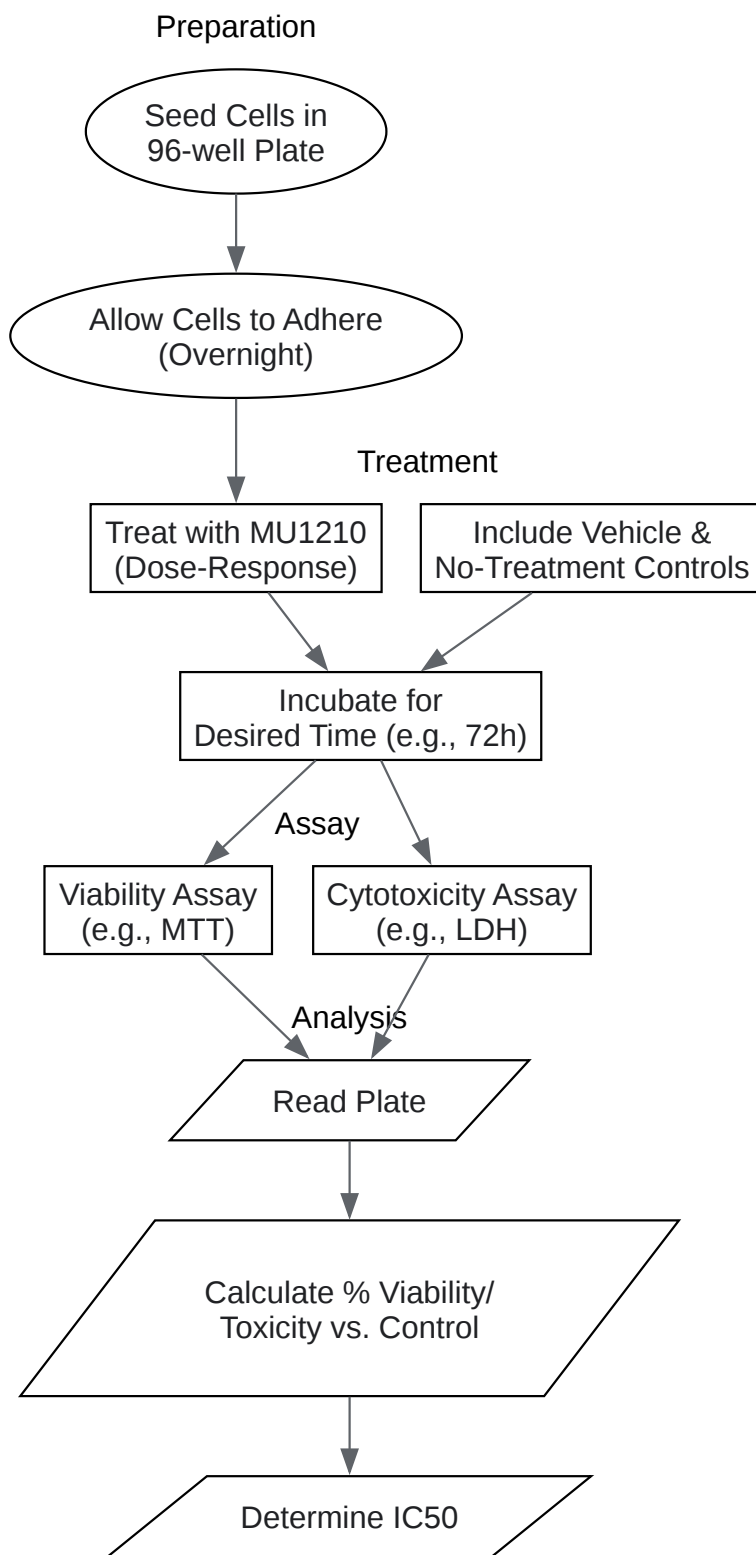 Preparation
Seed Cells in
96-well Plate
Allow Cells to Adhere
(Overnight)
Treatment
Treat with MU1210
(Dose-Response)
Include Vehicle &
No-Treatment Controls
Incubate for
Desired Time (e.g., 72h)
Assay
Viability Assay
(e.g., MTT)
Cytotoxicity Assay
(e.g., LDH)
Analysis
Read Plate
Calculate % Viability/
Toxicity vs. Control
Determine IC50